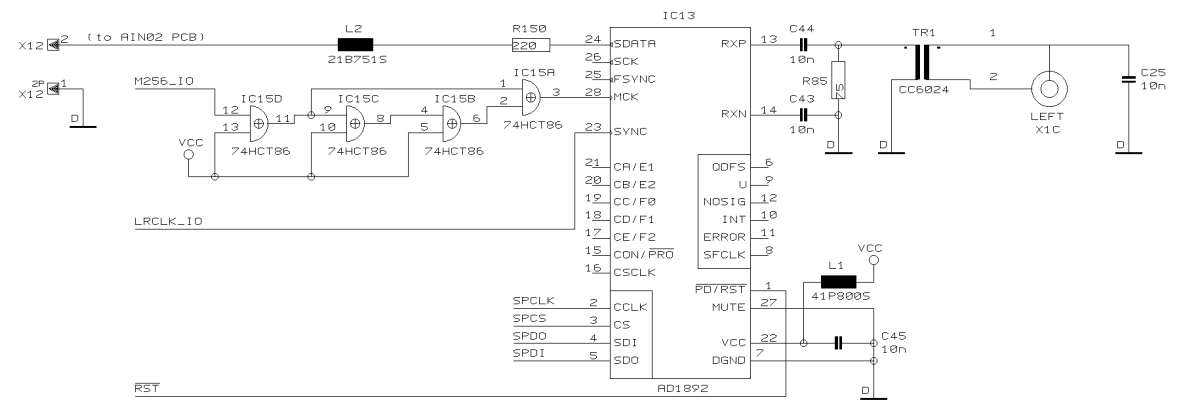 IC13
X12 2 (to AIN02 PCB)
L2
21B751S
R150
220
24 SDATA
26 SCK
25 FSYNC
28 MCK
23 SYNC
21 CA/E1
20 CB/E2
19 CC/F0
18 CD/F1
17 CE/F2
15 CON/PRO
16 CSCLK
SPCLK 2 CCLK
SPCS 3 CS
SPDO 4 SDI
SPDI 5 SDO
RXP 13
RXN 14
QDFS 6
U 9
NOSIG 12
INT 10
ERROR 11
SFCLK 8
PD/RST 1
MUTE 27
VCC 22
DGND 7
AD1892
2P 1
X12
D
M256_IO
12
13
IC15D
11
74HCT86
9
10
IC15C
8
74HCT86
4
5
IC15B
6
74HCT86
1
2
IC15A
3
74HCT86
VCC
LRCLK_IO
RST
C44
10n
C43
10n
R85
75
D
TR1
CC6024
D
1
2
LEFT
X1C
C25
10n
D
VCC
L1
41P800S
C45
10n
D